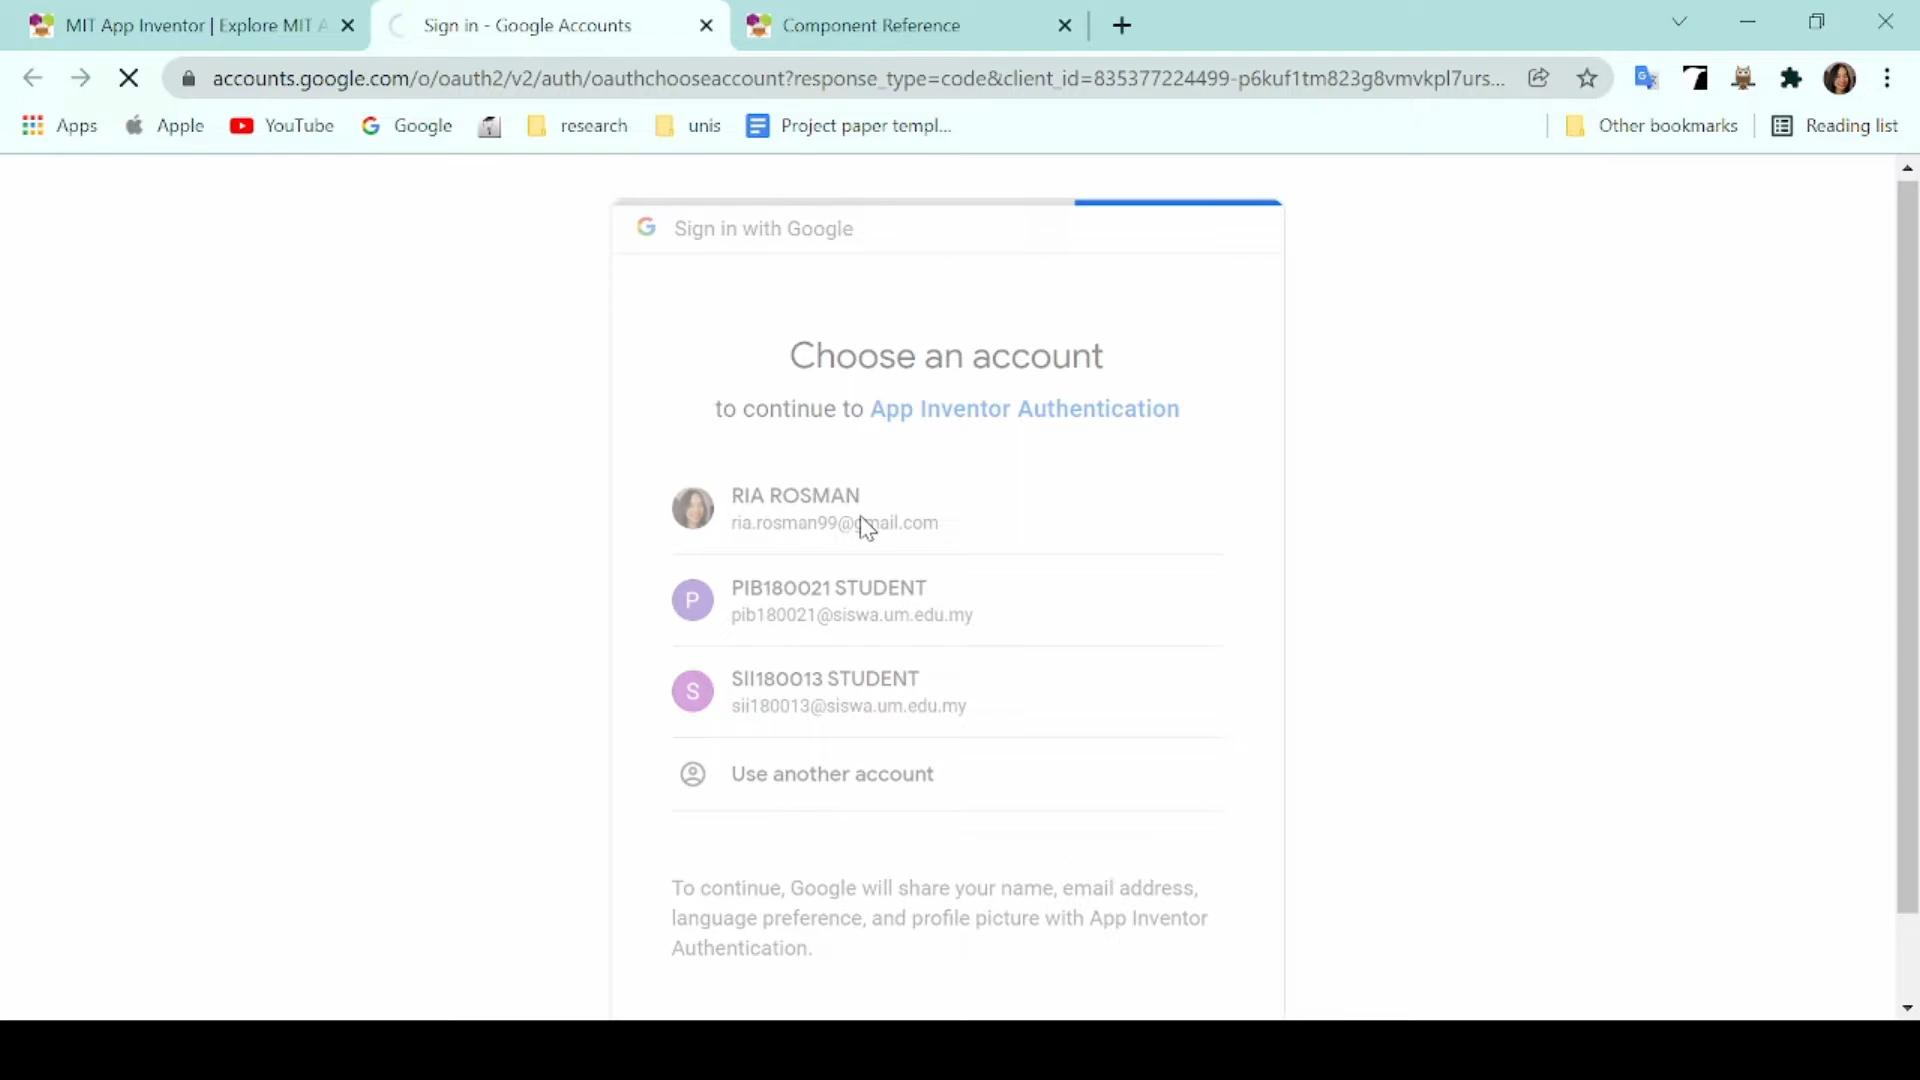 MIT App Inventor | Explore MIT A
Sign in - Google Accounts
Component Reference
accounts.google.com/o/oauth2/v2/auth/oauthchooseaccount?response_type=code&client_id=835377224499-p6kuf1tm823g8vmvkpl7urs...
Apps
Apple
YouTube
Google
research
unis
Project paper templ...
Other bookmarks
Reading list
Sign in with Google
Choose an account
to continue to App Inventor Authentication
RIA ROSMAN
ria.rosman99@gmail.com
P
PIB180021 STUDENT
pib180021@siswa.um.edu.my
S
SII180013 STUDENT
sii180013@siswa.um.edu.my
Use another account
To continue, Google will share your name, email address,
language preference, and profile picture with App Inventor
Authentication.